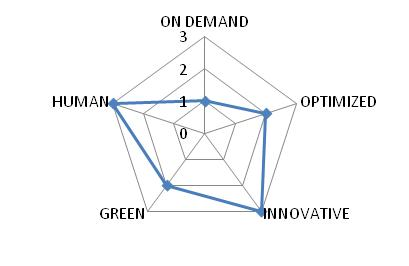 ON DEMAND
3
2
HUMAN
1
OPTIMIZED
0
GREEN
INNOVATIVE